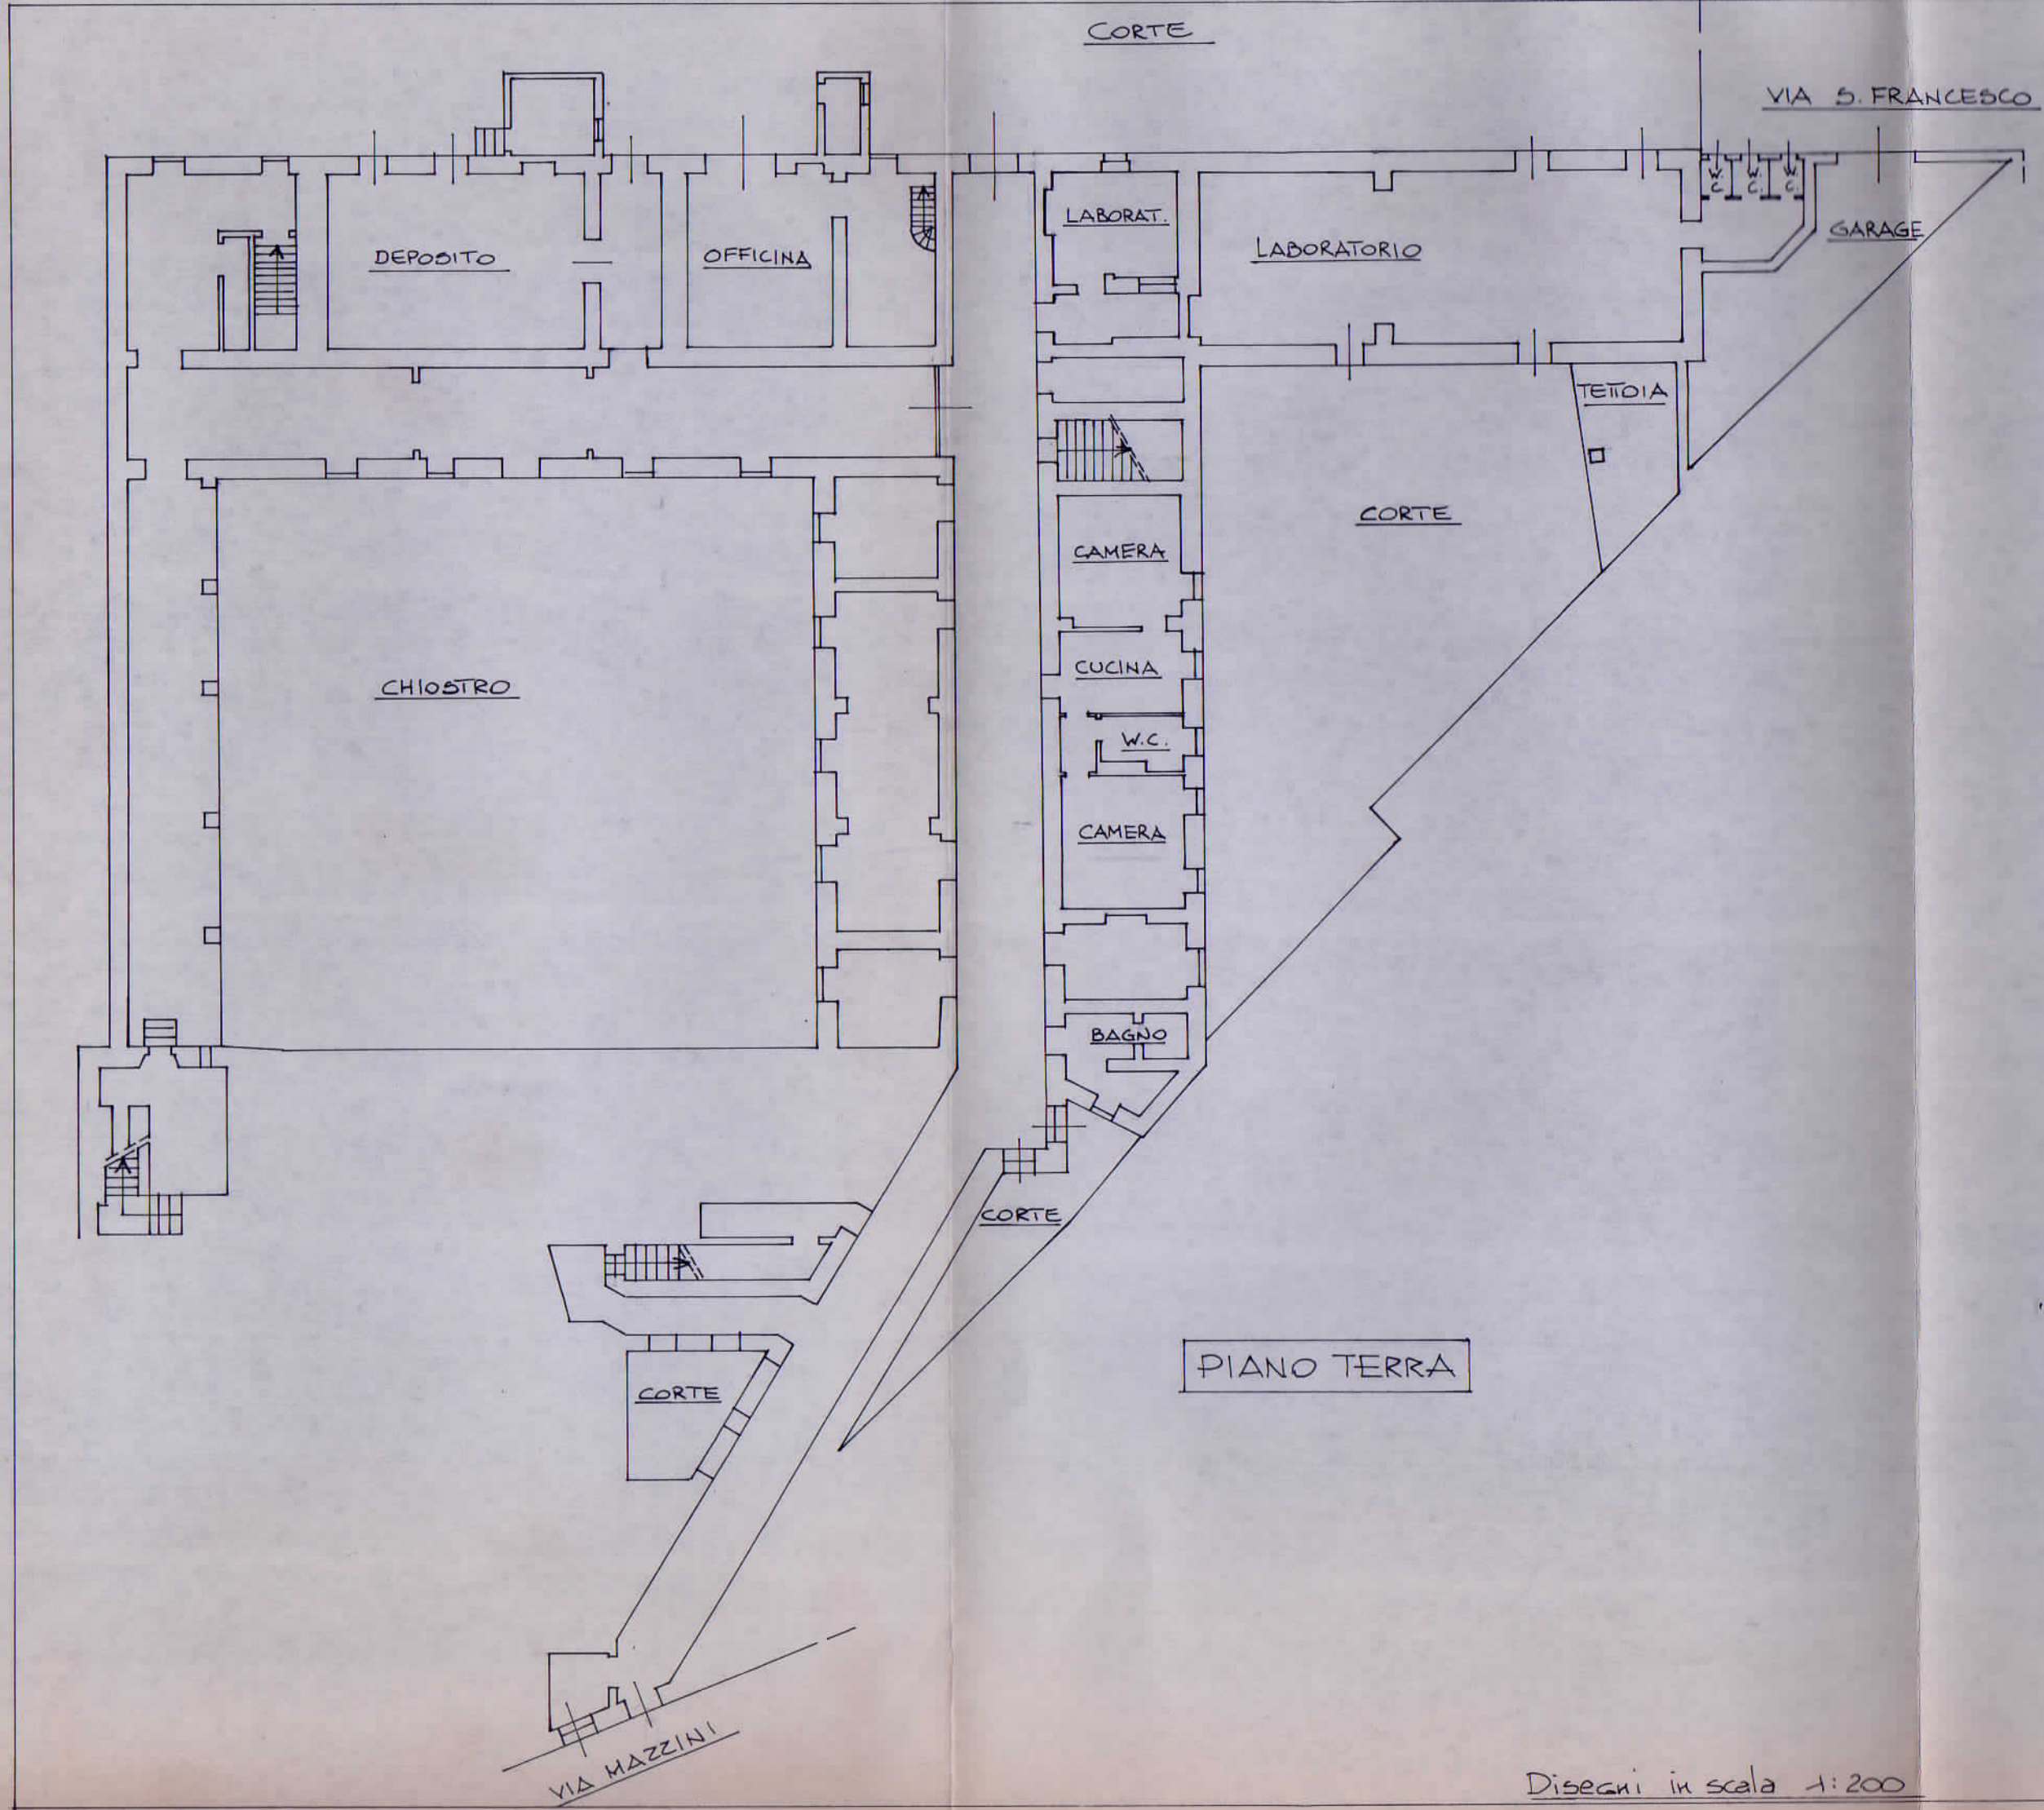 CORTE
VIA S. FRANCESCO
W.C.
W.C.
W.C.
LABORAT.
GARAGE
DEPOSITO
OFFICINA
LABORATORIO
TETTOIA
CORTE
CAMERA
CUCINA
CHIOSTRO
W.C.
CAMERA
BAGNO
CORTE
PIANO TERRA
CORTE
VIA MAZZINI
Disegni in scala 1:200